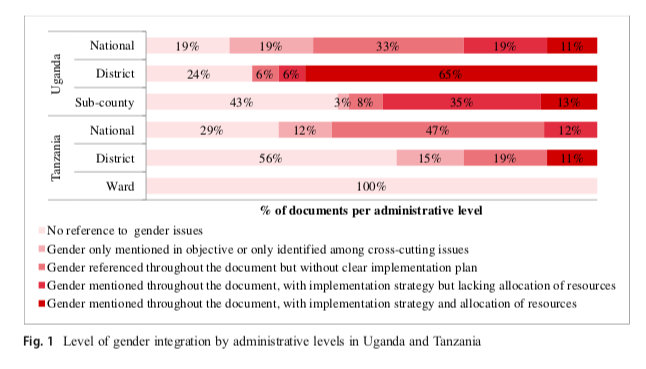 Uganda
National 19% 19% 33% 19% 11%
District 24% 6% 6% 65%
Sub-county 43% 3% 8% 35% 13%
Tanzania
National 29% 12% 47% 12%
District 56% 15% 19% 11%
Ward 100%
% of documents per administrative level
No reference to gender issues
Gender only mentioned in objective or only identified among cross-cutting issues
Gender referenced throughout the document but without clear implementation plan
Gender mentioned throughout the document, with implementation strategy but lacking allocation of resources
Gender mentioned throughout the document, with implementation strategy and allocation of resources
Fig. 1 Level of gender integration by administrative levels in Uganda and Tanzania